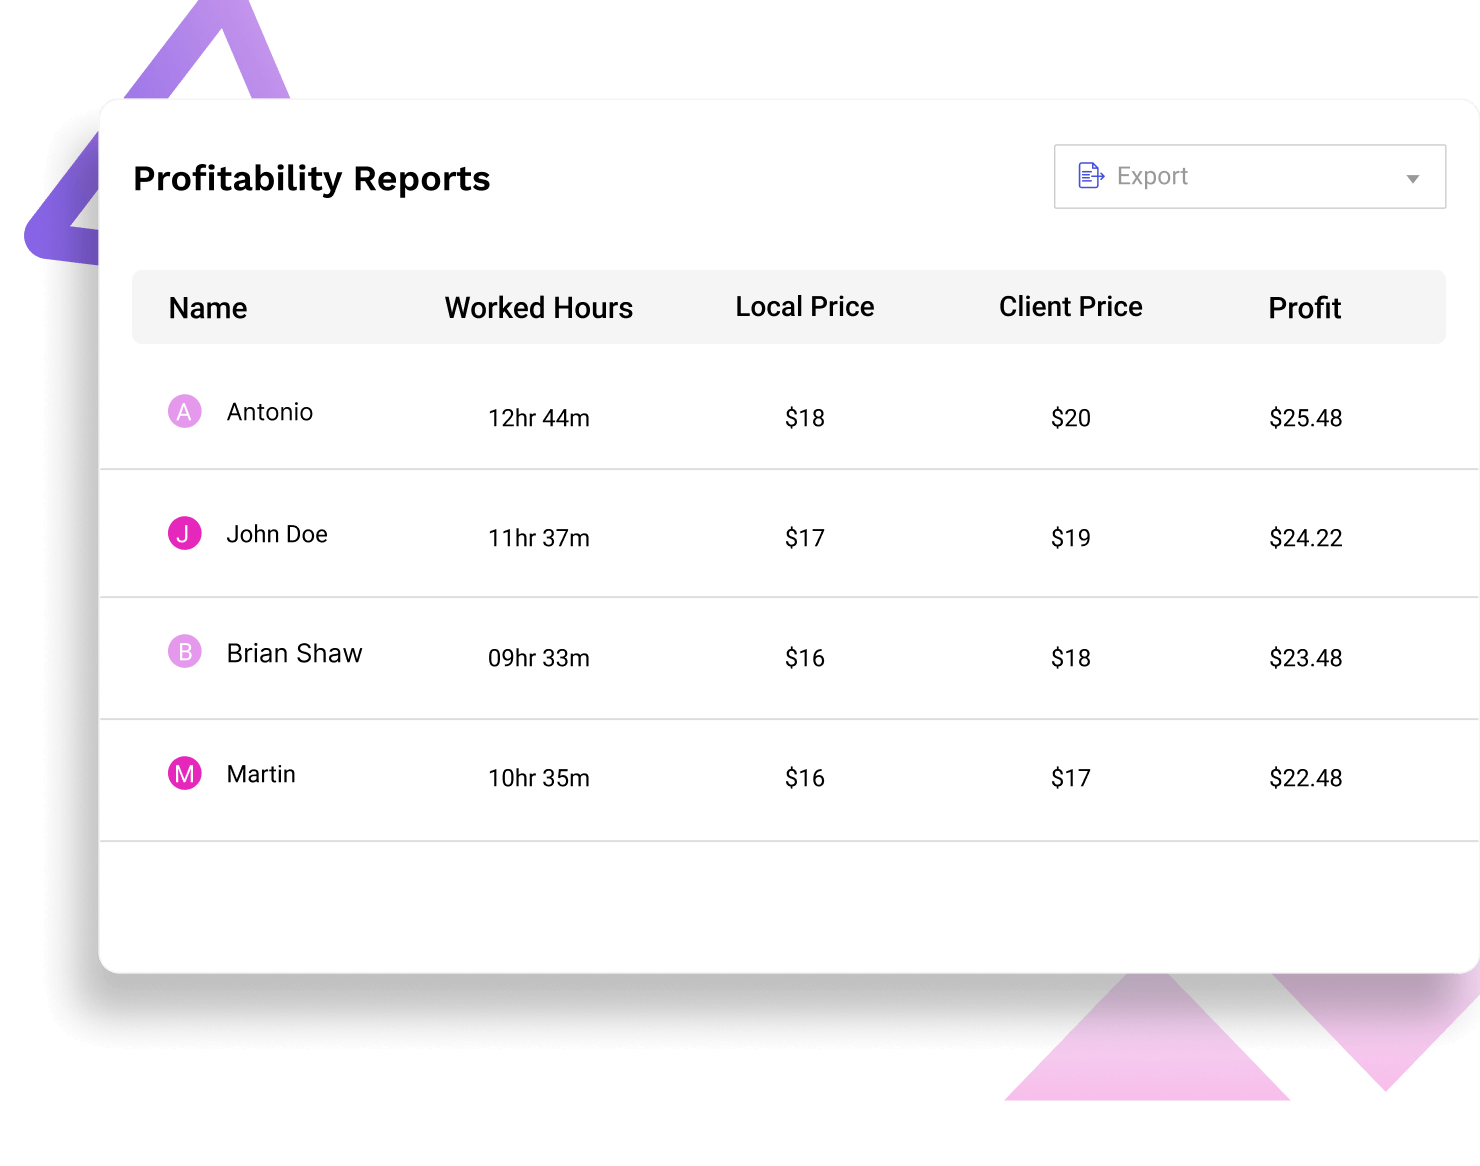 Profitability Reports
Export
Name Worked Hours Local Price Client Price Profit
A Antonio 12hr 44m $18 $20 $25.48
J John Doe 11hr 37m $17 $19 $24.22
B Brian Shaw 09hr 33m $16 $18 $23.48
M Martin 10hr 35m $16 $17 $22.48